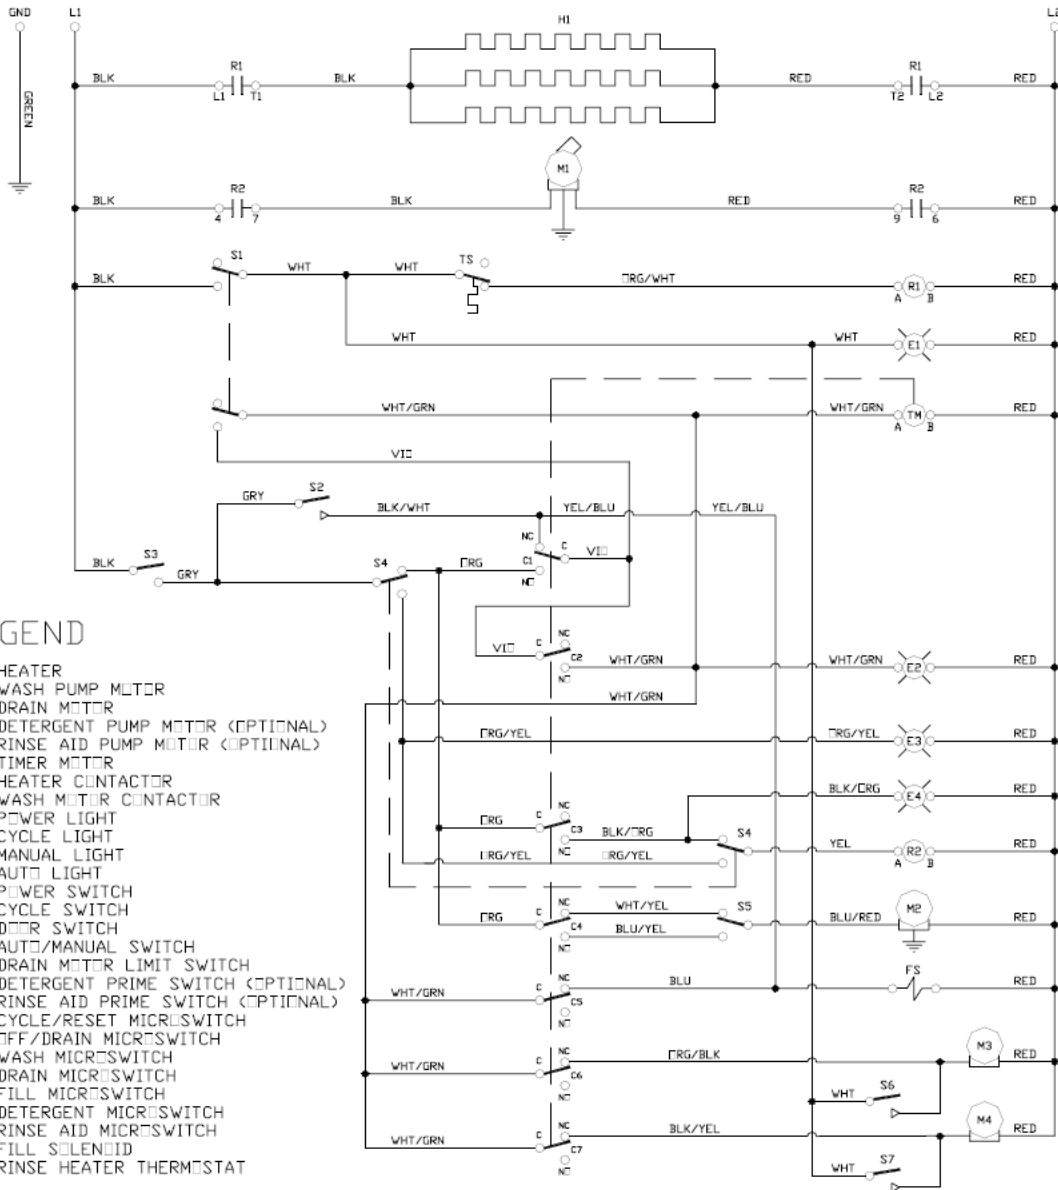 GND
L1
H1
L2
BLK
R1
L1
T1
BLK
RED
R1
T2
L2
RED
GREEN
M1
BLK
R2
4
7
BLK
RED
R2
9
6
RED
S1
WHT
WHT
TS
BLK
ORG/WHT
R1
A
B
RED
WHT
WHT
E1
RED
WHT/GRN
WHT/GRN
TM
A
B
RED
VIO
S2
GRY
BLK/WHT
YEL/BLU
YEL/BLU
NC
C
C1
VIO
NO
BLK
S3
GRY
S4
ORG
GEND
VIO
C
NC
C2
NO
WHT/GRN
WHT/GRN
E2
RED
WHT/GRN
HEATER
WASH PUMP MOTOR
DRAIN MOTOR
DETERGENT PUMP MOTOR (OPTIONAL)
RINSE AID PUMP MOTOR (OPTIONAL)
TIMER MOTOR
HEATER CONTACTOR
WASH MOTOR CONTACTOR
POWER LIGHT
CYCLE LIGHT
MANUAL LIGHT
AUTO LIGHT
POWER SWITCH
CYCLE SWITCH
DOOR SWITCH
AUTO/MANUAL SWITCH
DRAIN MOTOR LIMIT SWITCH
DETERGENT PRIME SWITCH (OPTIONAL)
RINSE AID PRIME SWITCH (OPTIONAL)
CYCLE/RESET MICROSWITCH
OFF/DRAIN MICROSWITCH
WASH MICROSWITCH
DRAIN MICROSWITCH
FILL MICROSWITCH
DETERGENT MICROSWITCH
RINSE AID MICROSWITCH
FILL SOLENOID
RINSE HEATER THERMOSTAT
ORG/YEL
ORG/YEL
E3
RED
BLK/ORG
E4
RED
ORG
C
NC
C3
NO
BLK/ORG
S4
YEL
R2
A
B
RED
ORG/YEL
ORG/YEL
ORG
C
NC
C4
NO
WHT/YEL
BLU/YEL
S5
BLU/RED
M2
RED
WHT/GRN
C
NC
C5
NO
BLU
FS
RED
WHT/GRN
C
NC
C6
NO
ORG/BLK
M3
RED
WHT
S6
WHT/GRN
C
NC
C7
NO
BLK/YEL
M4
RED
WHT
S7